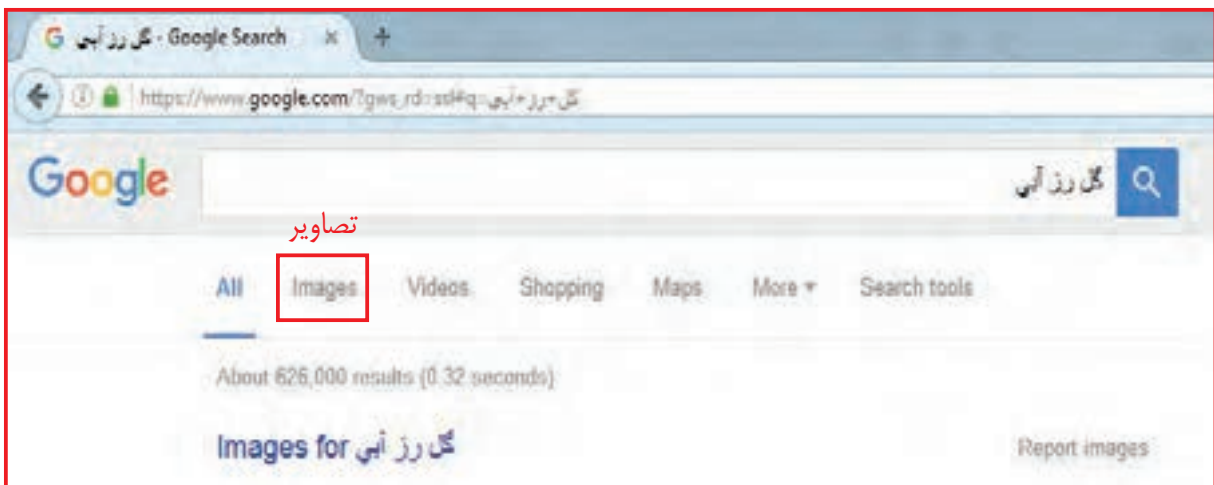 گل رز آبی - Google Search
https://www.google.com/?gws_rd=ssl#q=گل+رز+آبی
Google گل رز آبی
تصاویر
All Images Videos Shopping Maps More Search tools
About 626,000 results (0.32 seconds)
Images for گل رز آبی Report images